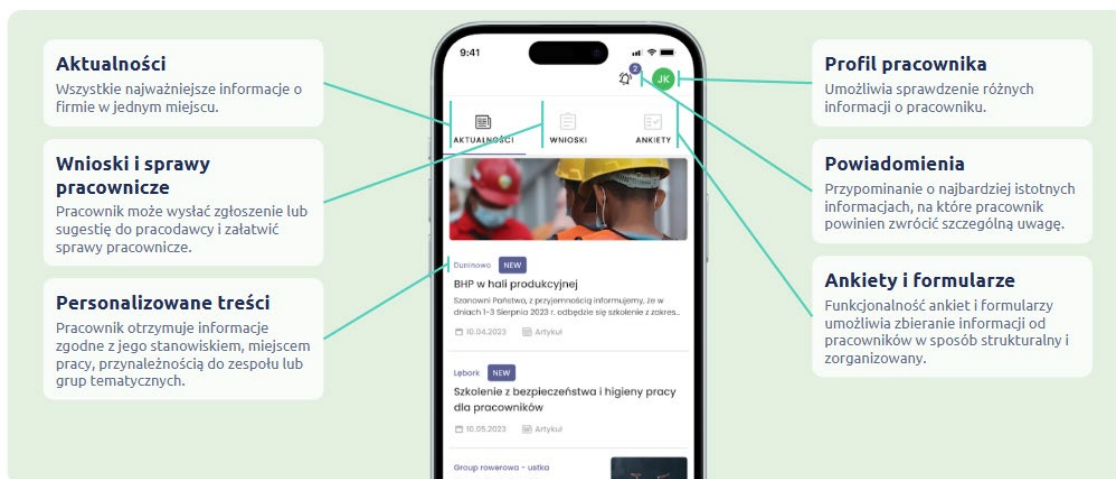 Aktualności
Wszystkie najważniejsze informacje o
firmie w jednym miejscu.
Wnioski i sprawy
pracownicze
Pracownik może wysłać zgłoszenie lub
sugestię do pracodawcy i załatwić
sprawy pracownicze.
Personalizowane treści
Pracownik otrzymuje informacje
zgodne z jego stanowiskiem, miejscem
pracy, przynależnością do zespołu lub
grup tematycznych.
9:41
2
JK
AKTUALNOŚCI
WNIOSKI
ANKIETY
Duninowo NEW
BHP w hali produkcyjnej
Szanowni Państwo, z przyjemnością informujemy, że w
dniach 1-3 Sierpnia 2023 r. odbędzie się szkolenie z zakres..
10.04.2023 Artykuł
Lębork NEW
Szkolenie z bezpieczeństwa i higieny pracy
dla pracowników
10.05.2023 Artykuł
Group rowerowa - ustka
Profil pracownika
Umożliwia sprawdzenie różnych
informacji o pracowniku.
Powiadomienia
Przypominanie o najbardziej istotnych
informacjach, na które pracownik
powinien zwrócić szczególną uwagę.
Ankiety i formularze
Funkcjonalność ankiet i formularzy
umożliwia zbieranie informacji od
pracowników w sposób strukturalny i
zorganizowany.